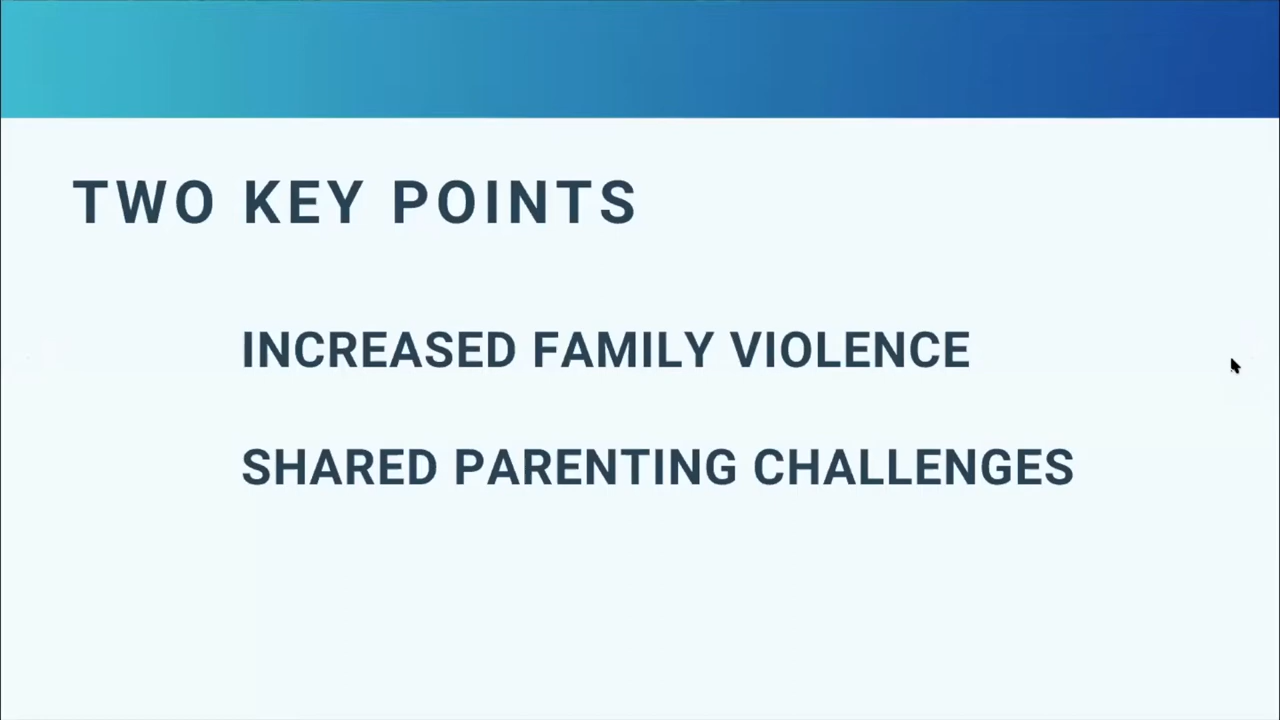 TWO KEY POINTS
INCREASED FAMILY VIOLENCE
SHARED PARENTING CHALLENGES